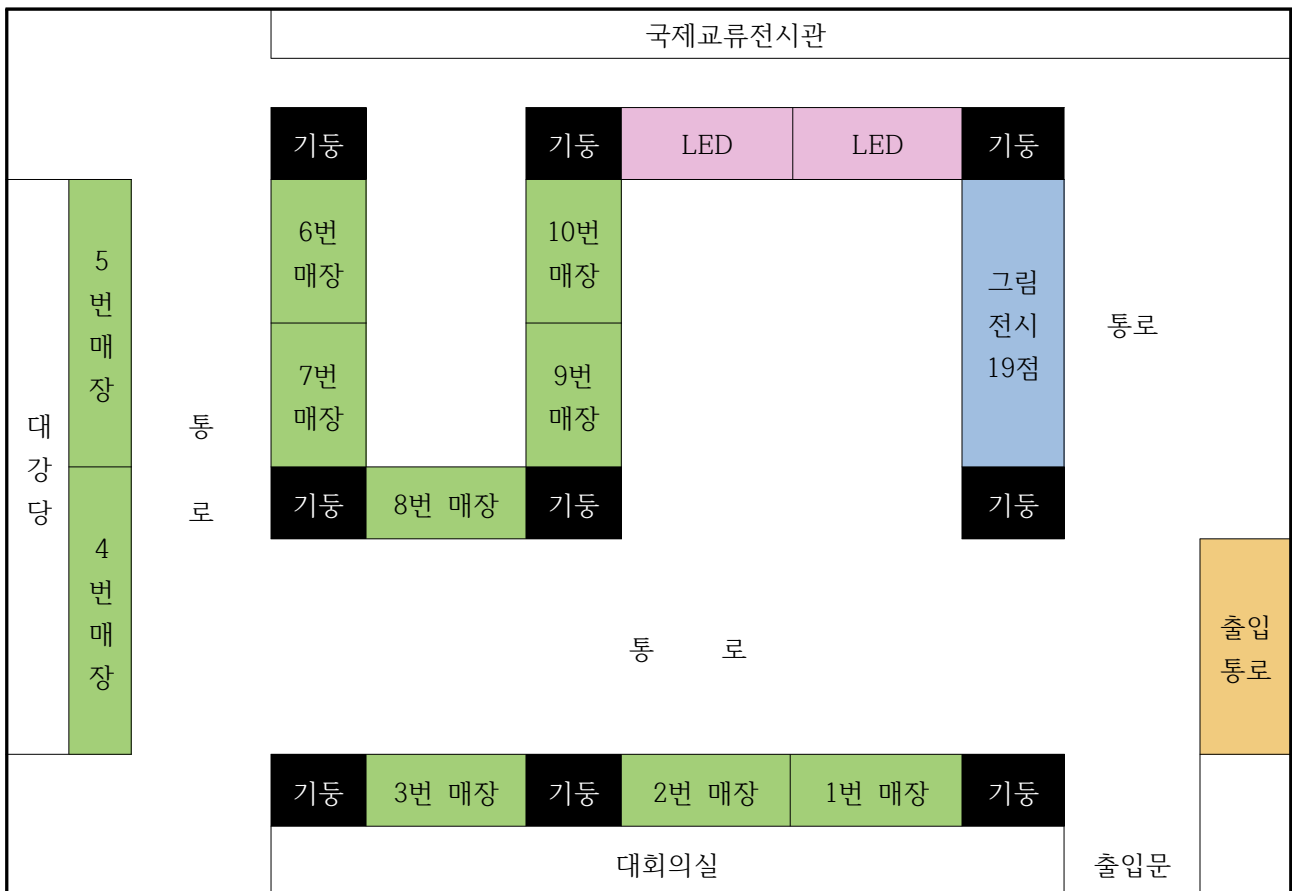 국제교류전시관
기둥
기둥
LED
LED
기둥
6번
매장
10번
매장
5
번
매
장
그림
전시
19점
통로
7번
매장
9번
매장
대
강
당
통
로
기둥
8번 매장
기둥
기둥
4
번
매
장
통 로
출입
통로
기둥
3번 매장
기둥
2번 매장
1번 매장
기둥
대회의실
출입문